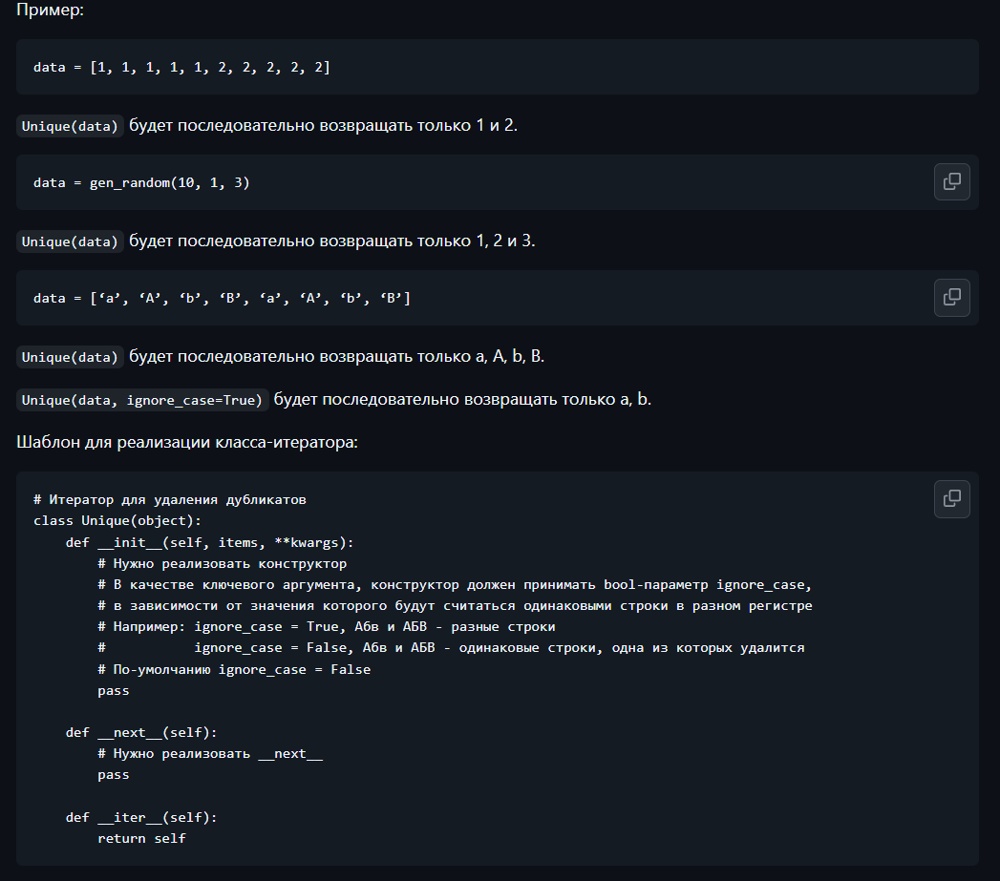 Пример:
data = [1, 1, 1, 1, 1, 2, 2, 2, 2, 2]
Unique(data) будет последовательно возвращать только 1 и 2.
data = gen_random(10, 1, 3)
Unique(data) будет последовательно возвращать только 1, 2 и 3.
data = [‘a’, ‘A’, ‘b’, ‘B’, ‘a’, ‘A’, ‘b’, ‘B’]
Unique(data) будет последовательно возвращать только a, A, b, B.
Unique(data, ignore_case=True) будет последовательно возвращать только a, b.
Шаблон для реализации класса-итератора:
# Итератор для удаления дубликатов
class Unique(object):
    def __init__(self, items, **kwargs):
        # Нужно реализовать конструктор
        # В качестве ключевого аргумента, конструктор должен принимать bool-параметр ignore_case,
        # в зависимости от значения которого будут считаться одинаковыми строки в разном регистре
        # Например: ignore_case = True, Абв и АБВ - разные строки
        #           ignore_case = False, Абв и АБВ - одинаковые строки, одна из которых удалится
        # По-умолчанию ignore_case = False
        pass
    def __next__(self):
        # Нужно реализовать __next__
        pass
    def __iter__(self):
        return self